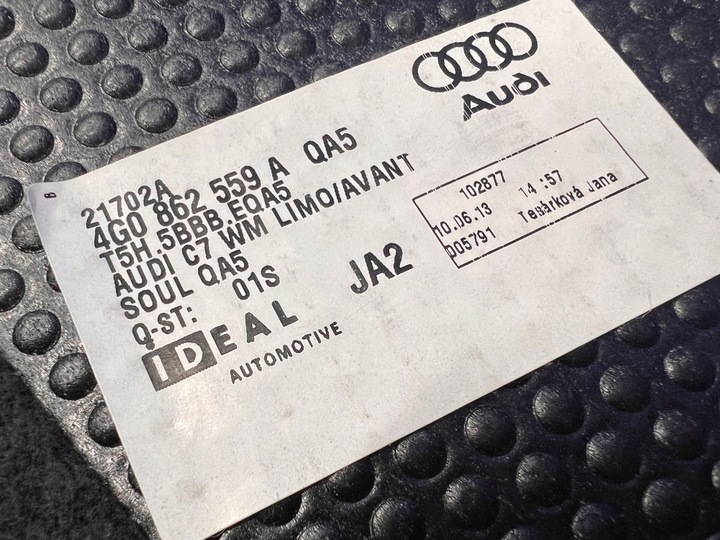 Audi
21702A
4G0 862 559 A QA5
T5H.5BBB.EQA5
AUDI C7 WM LIMO/AVANT
SOUL QA5
Q-ST: 01S
JA2
IDEAL
AUTOMOTIVE
102877
10.06.13 14:57
D05791 Tesárková Jana